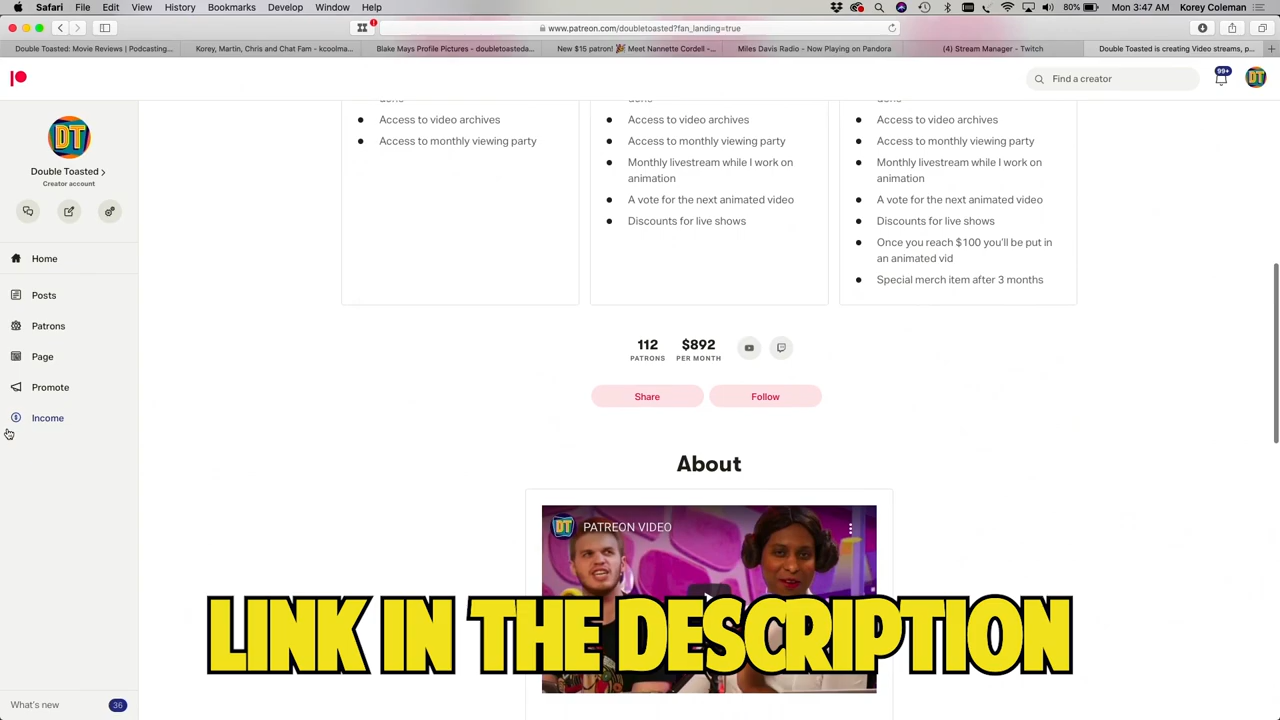 Safari File Edit View History Bookmarks Develop Window Help
Mon 3:47 AM Korey Coleman
www.patreon.com/doubletoasted?fan_landing=true
Double Toasted: Movie Reviews | Podcasting...
Korey, Martin, Chris and Chat Fam - kcoolma...
Blake Mays Profile Pictures - doubletoasteda...
New $15 patron! 🎉 Meet Nannette Cordell -...
Miles Davis Radio - Now Playing on Pandora
(4) Stream Manager - Twitch
Double Toasted is creating Video streams, p...
Find a creator
99+
DT
DT
Double Toasted
Creator account
Home
Posts
Patrons
Page
Promote
Income
What's new
36
done
Access to video archives
Access to monthly viewing party
done
Access to video archives
Access to monthly viewing party
Monthly livestream while I work on
animation
A vote for the next animated video
Discounts for live shows
done
Access to video archives
Access to monthly viewing party
Monthly livestream while I work on
animation
A vote for the next animated video
Discounts for live shows
Once you reach $100 you'll be put in
an animated vid
Special merch item after 3 months
112
PATRONS
$892
PER MONTH
Share
Follow
About
DT
PATREON VIDEO
LINK IN THE DESCRIPTION